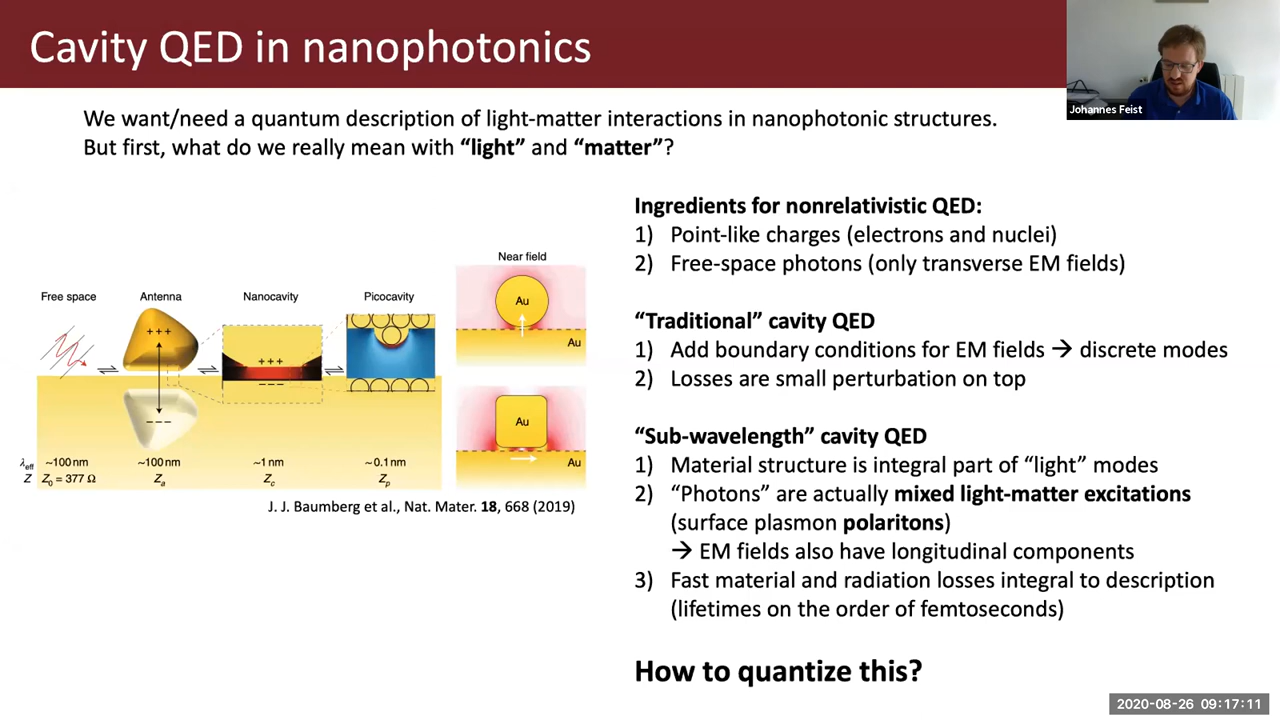 Cavity QED in nanophotonics
Johannes Feist
We want/need a quantum description of light-matter interactions in nanophotonic structures.
But first, what do we really mean with “light” and “matter”?
Free space
Antenna
Nanocavity
Picocavity
Near field
+++
---
+++
---
Au
Au
Au
Au
λeff ~100 nm ~100 nm ~1 nm ~0.1 nm
Z Z0 = 377 Ω Za Zc Zp
J. J. Baumberg et al., Nat. Mater. 18, 668 (2019)
Ingredients for nonrelativistic QED:
1) Point-like charges (electrons and nuclei)
2) Free-space photons (only transverse EM fields)
“Traditional” cavity QED
1) Add boundary conditions for EM fields → discrete modes
2) Losses are small perturbation on top
“Sub-wavelength” cavity QED
1) Material structure is integral part of “light” modes
2) “Photons” are actually mixed light-matter excitations
(surface plasmon polaritons)
→ EM fields also have longitudinal components
3) Fast material and radiation losses integral to description
(lifetimes on the order of femtoseconds)
How to quantize this?
2020-08-26 09:17:11